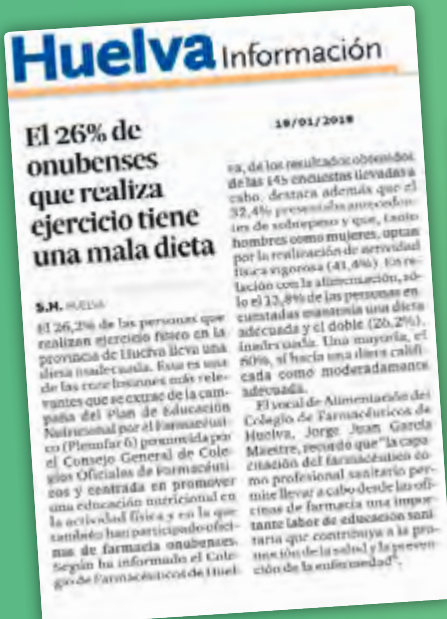 Huelva Información
El 26% de
onubenses
que realiza
ejercicio tiene
una mala dieta
S.H. HUELVA
El 26,2% de las personas que
realizan ejercicio físico en la
provincia de Huelva lleva una
dieta inadecuada. Esta es una
de las conclusiones más rele-
vantes que se extrae de la cam-
paña del Plan de Educación
Nutricional por el Farmacéuti-
co (Plenufar 6) promovida por
el Consejo General de Cole-
gios Oficiales de Farmacéuti-
cos y centrada en promover
una educación nutricional en
la actividad física y en la que
también han participado ofici-
nas de farmacia onubenses.
Según ha informado el Cole-
gio de Farmacéuticos de Huel-
18/01/2018
va, de los resultados obtenidos
de las 145 encuestas llevadas a
cabo, destaca además que el
32,4% presentaba anteceden-
tes de sobrepeso y que, tanto
hombres como mujeres, optan
por la realización de actividad
física vigorosa (41,4%). En re-
lación con la alimentación, só-
lo el 13,8% de las personas en-
cuestadas mantenía una dieta
adecuada y el doble (26,2%),
inadecuada. Una mayoría, el
60%, sí hacía una dieta califi-
cada como moderadamente
adecuada.
El vocal de Alimentación del
Colegio de Farmacéuticos de
Huelva, Jorge Juan García
Maestre, recordó que "la capa-
citación del farmacéutico co-
mo profesional sanitario per-
mite llevar a cabo desde las ofi-
cinas de farmacia una impor-
tante labor de educación sani-
taria que contribuya a la pro-
moción de la salud y la preven-
ción de la enfermedad".